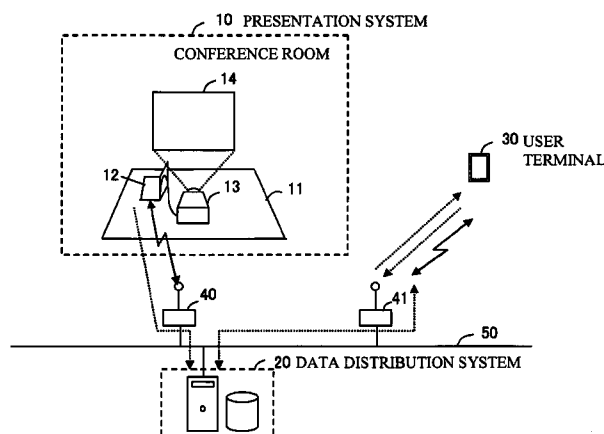 10 PRESENTATION SYSTEM
CONFERENCE ROOM
14
12
13
11
30 USER
TERMINAL
40
41
50
20 DATA DISTRIBUTION SYSTEM